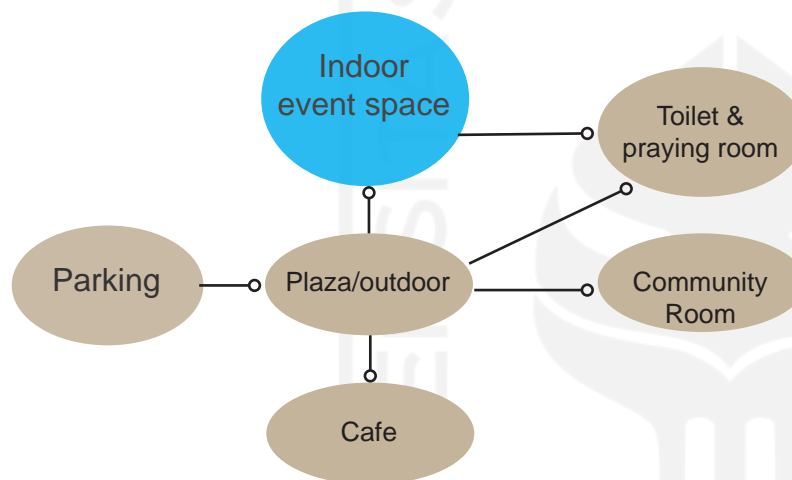 Indoor
event space
Toilet &
praying room
Parking
Plaza/outdoor
Community
Room
Cafe